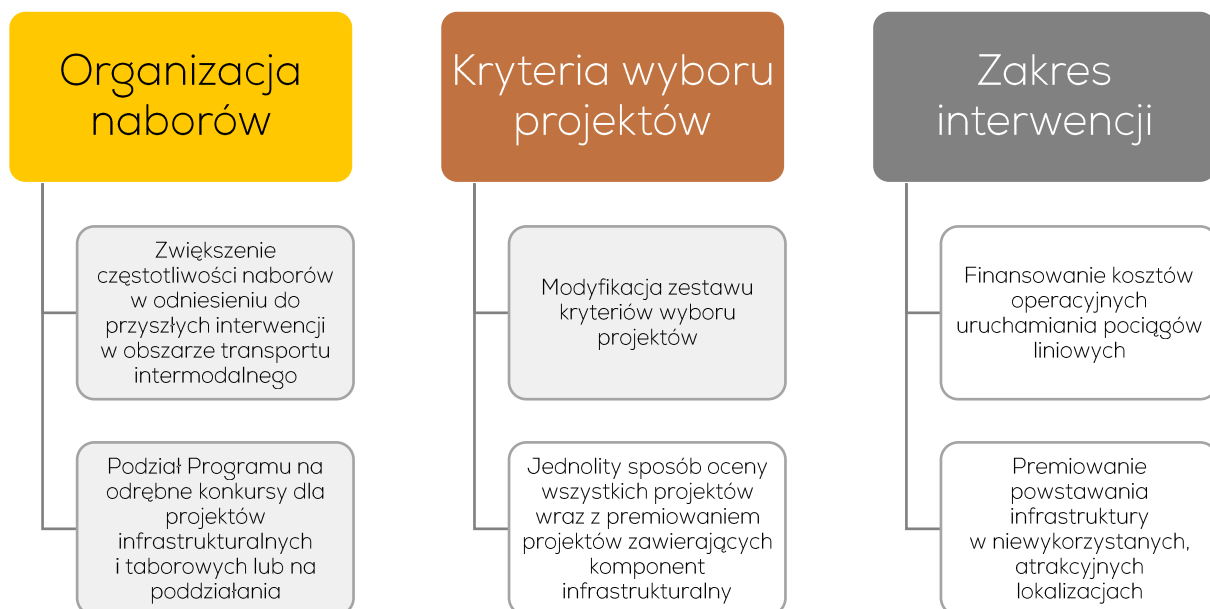 Organizacja
naborów
Zwiększenie
częstotliwości naborów
w odniesieniu do
przyszłych interwencji
w obszarze transportu
intermodalnego
Podział Programu na
odrębne konkursy dla
projektów
infrastrukturalnych
i taborowych lub na
poddziałania
Kryteria wyboru
projektów
Modyfikacja zestawu
kryteriów wyboru
projektów
Jednolity sposób oceny
wszystkich projektów
wraz z premiowaniem
projektów zawierających
komponent
infrastrukturalny
Zakres
interwencji
Finansowanie kosztów
operacyjnych
uruchamiania pociągów
liniowych
Premiowanie
powstawania
infrastruktury
w niewykorzystanych,
atrakcyjnych
lokalizacjach